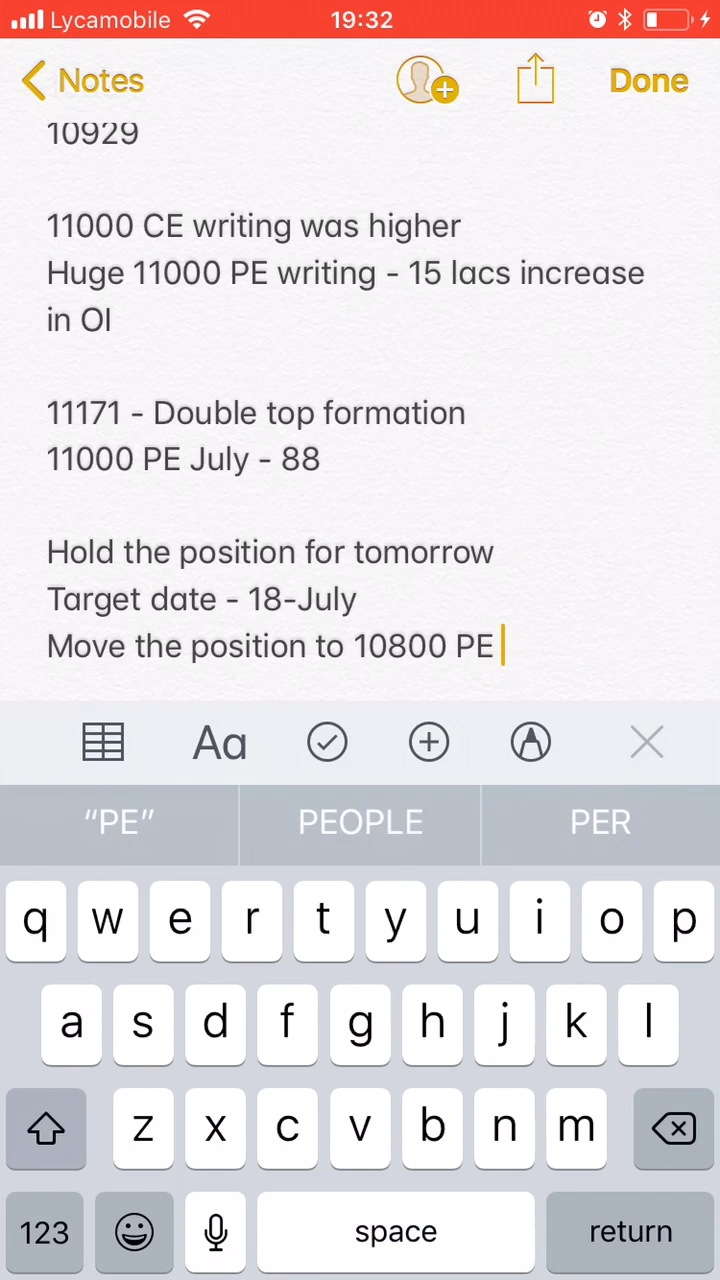 Lycamobile 19:32
Notes Done
10929
11000 CE writing was higher
Huge 11000 PE writing - 15 lacs increase
in OI
11171 - Double top formation
11000 PE July - 88
Hold the position for tomorrow
Target date - 18-July
Move the position to 10800 PE
Aa
“PE” PEOPLE PER
q w e r t y u i o p
a s d f g h j k l
z x c v b n m
123 space return